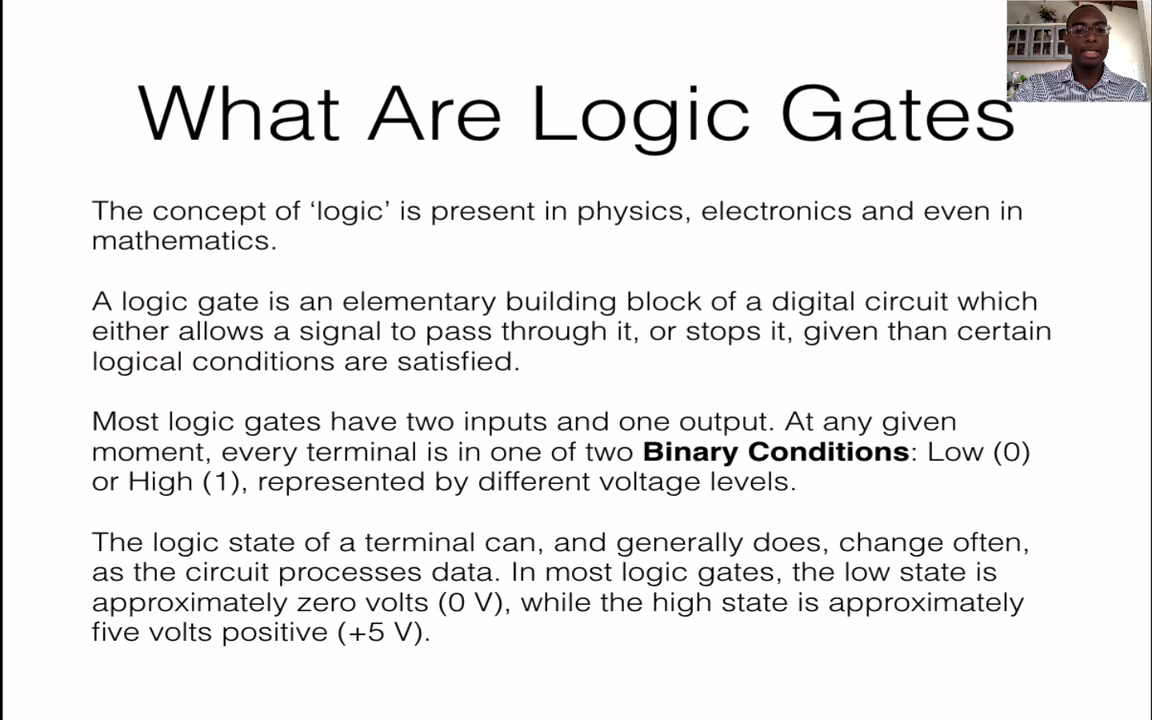 What Are Logic Gates
The concept of ‘logic’ is present in physics, electronics and even in
mathematics.
A logic gate is an elementary building block of a digital circuit which
either allows a signal to pass through it, or stops it, given than certain
logical conditions are satisfied.
Most logic gates have two inputs and one output. At any given
moment, every terminal is in one of two Binary Conditions: Low (0)
or High (1), represented by different voltage levels.
The logic state of a terminal can, and generally does, change often,
as the circuit processes data. In most logic gates, the low state is
approximately zero volts (0 V), while the high state is approximately
five volts positive (+5 V).